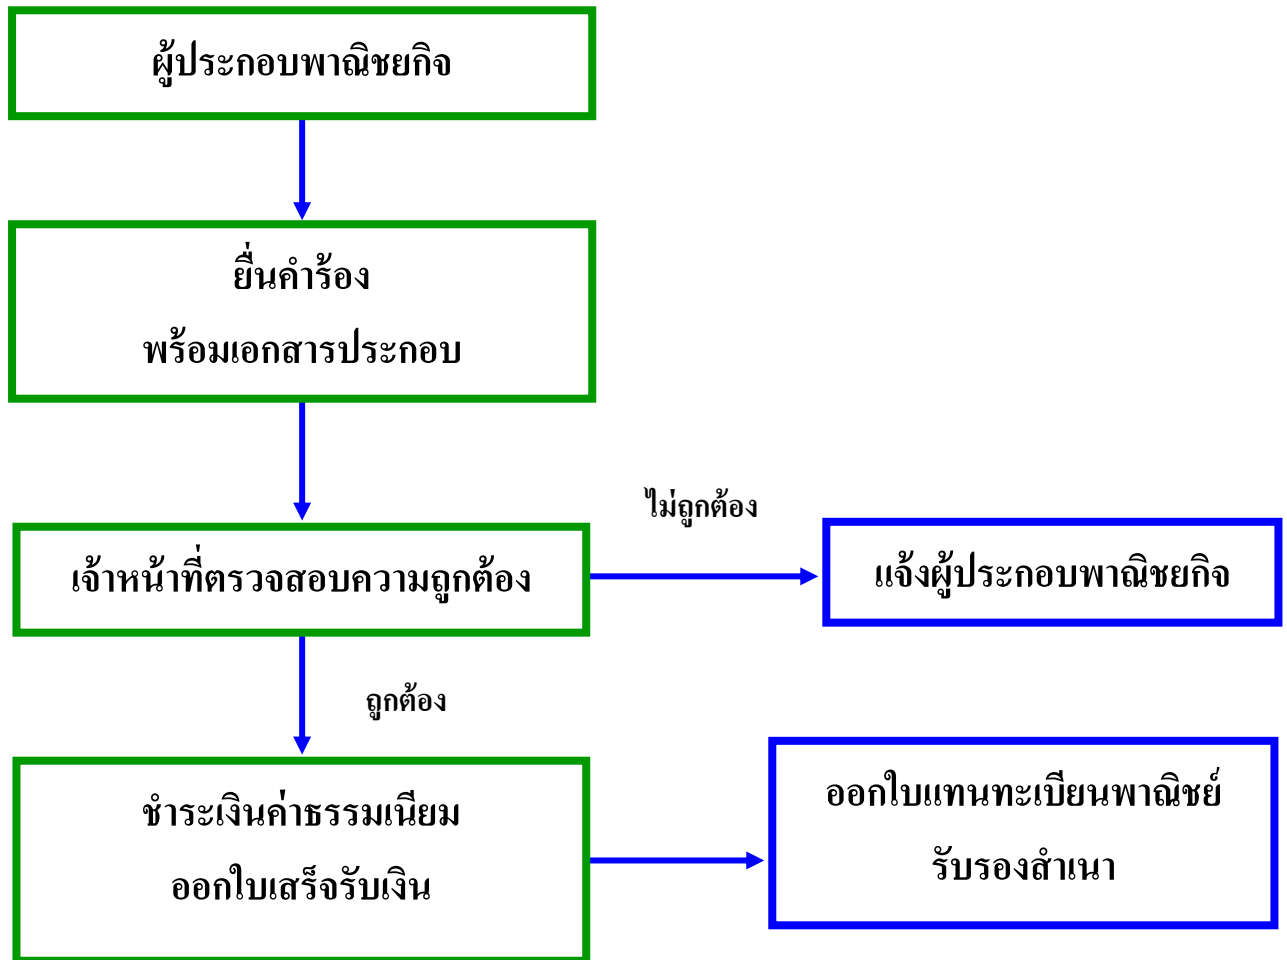 ผู้ประกอบพาณิชยกิจ
ยื่นคำร้อง
พร้อมเอกสารประกอบ
ไม่ถูกต้อง
เจ้าหน้าที่ตรวจสอบความถูกต้อง
แจ้งผู้ประกอบพาณิชยกิจ
ถูกต้อง
ชำระเงินค่าธรรมเนียม
ออกใบเสร็จรับเงิน
ออกใบแทนทะเบียนพาณิชย์
รับรองสำเนา